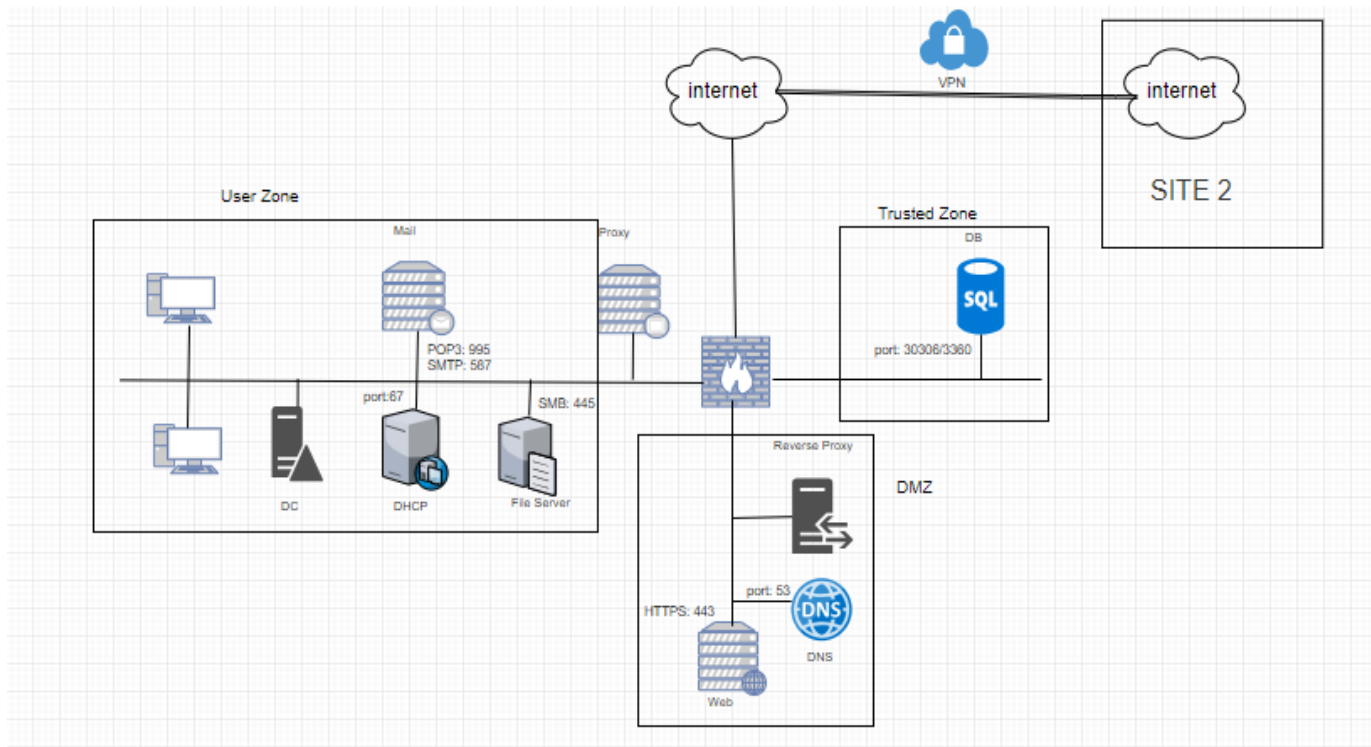 VPN
internet
internet
SITE 2
User Zone
Trusted Zone
Mail
Proxy
DB
SQL
POP3: 995
SMTP: 587
port: 30306/3360
port:67
SMB: 445
DC
DHCP
File Server
Reverse Proxy
DMZ
port: 53
HTTPS: 443
DNS
DNS
Web